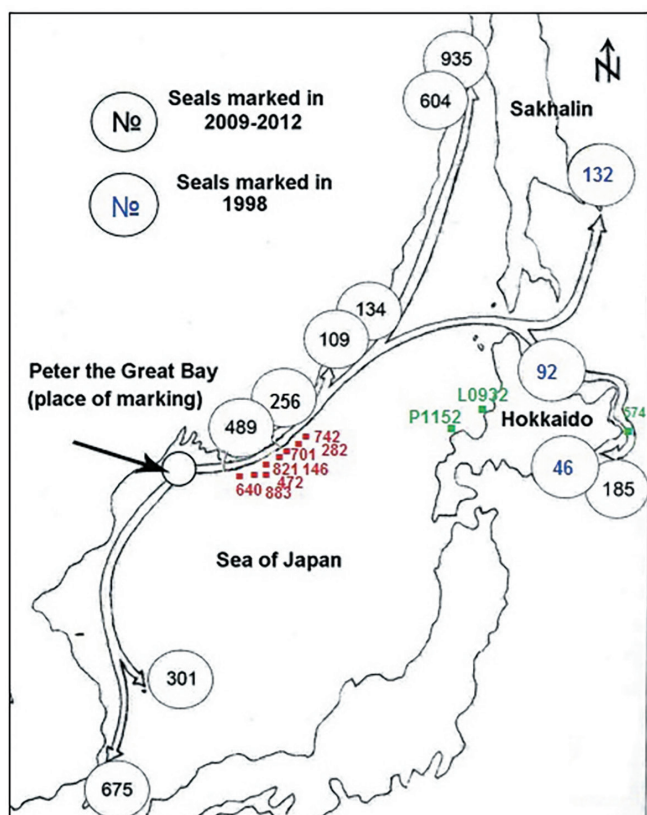 935
604
Sakhalin
N
№
Seals marked in
2009-2012
132
№
Seals marked in
1998
134
109
Peter the Great Bay
(place of marking)
256
489
92
L0932
P1152
Hokkaido
574
742
701
282
821
146
472
640
883
46
185
Sea of Japan
301
675